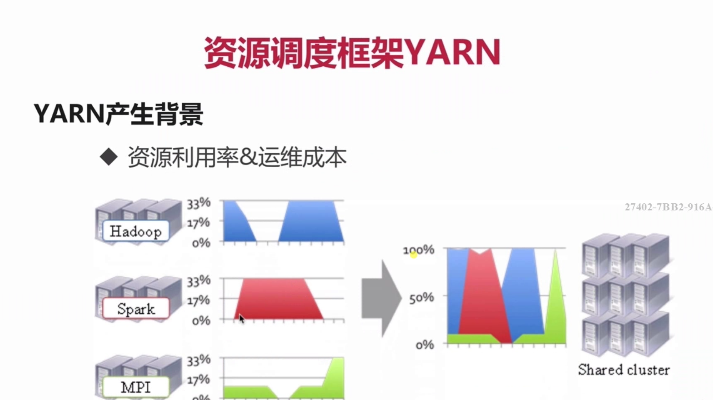 资源调度框架YARN
YARN产生背景
◆ 资源利用率&运维成本
27402-7BB2-916A
33%
17%
0%
Hadoop
33%
17%
0%
Spark
33%
17%
0%
MPI
100%
50%
0%
Shared cluster